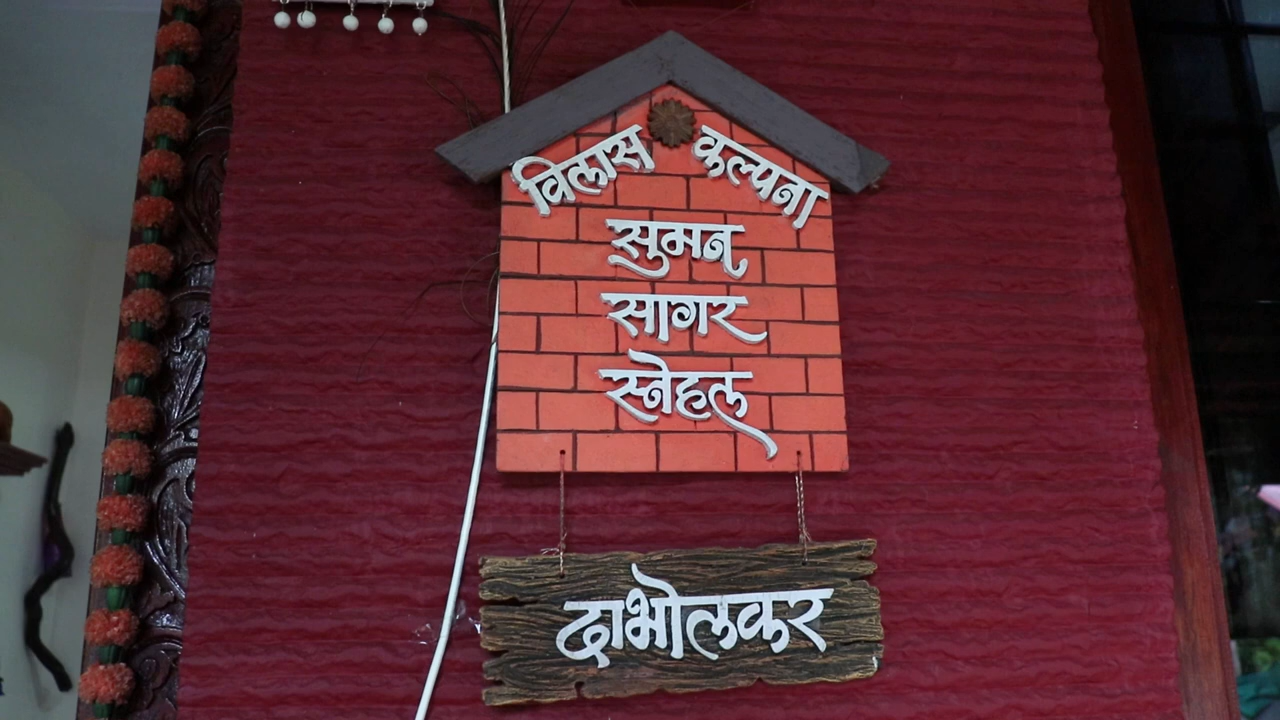 विलास कल्पना
सुमन
सागर
स्नेहल
दाभोलकर